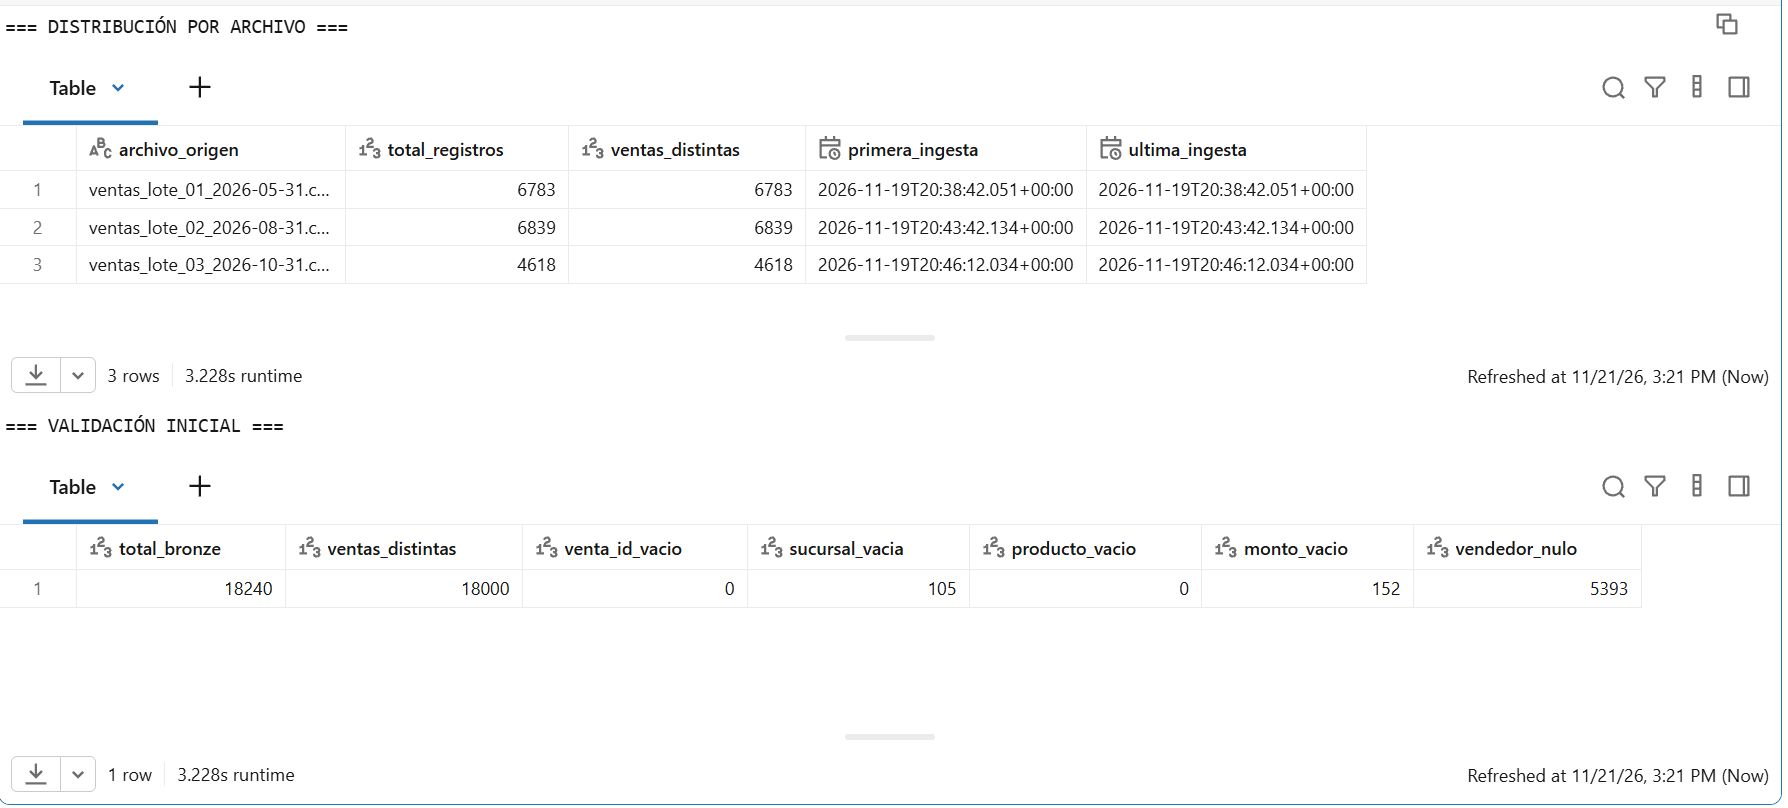 === DISTRIBUCIÓN POR ARCHIVO ===
Table
archivo_origen total_registros ventas_distintas primera_ingesta ultima_ingesta
1 ventas_lote_01_2026-05-31.c... 6783 6783 2026-11-19T20:38:42.051+00:00 2026-11-19T20:38:42.051+00:00
2 ventas_lote_02_2026-08-31.c... 6839 6839 2026-11-19T20:43:42.134+00:00 2026-11-19T20:43:42.134+00:00
3 ventas_lote_03_2026-10-31.c... 4618 4618 2026-11-19T20:46:12.034+00:00 2026-11-19T20:46:12.034+00:00
3 rows 3.228s runtime Refreshed at 11/21/26, 3:21 PM (Now)
=== VALIDACIÓN INICIAL ===
Table
total_bronze ventas_distintas venta_id_vacio sucursal_vacia producto_vacio monto_vacio vendedor_nulo
1 18240 18000 0 105 0 152 5393
1 row 3.228s runtime Refreshed at 11/21/26, 3:21 PM (Now)